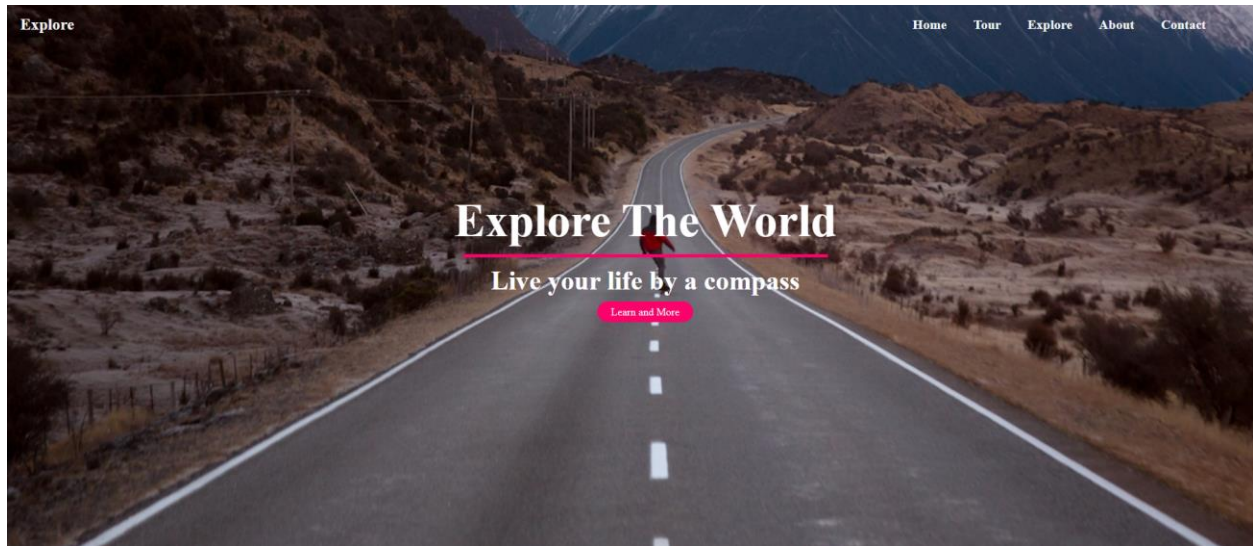 Explore
Home Tour Explore About Contact
Explore The World
Live your life by a compass
Learn and More